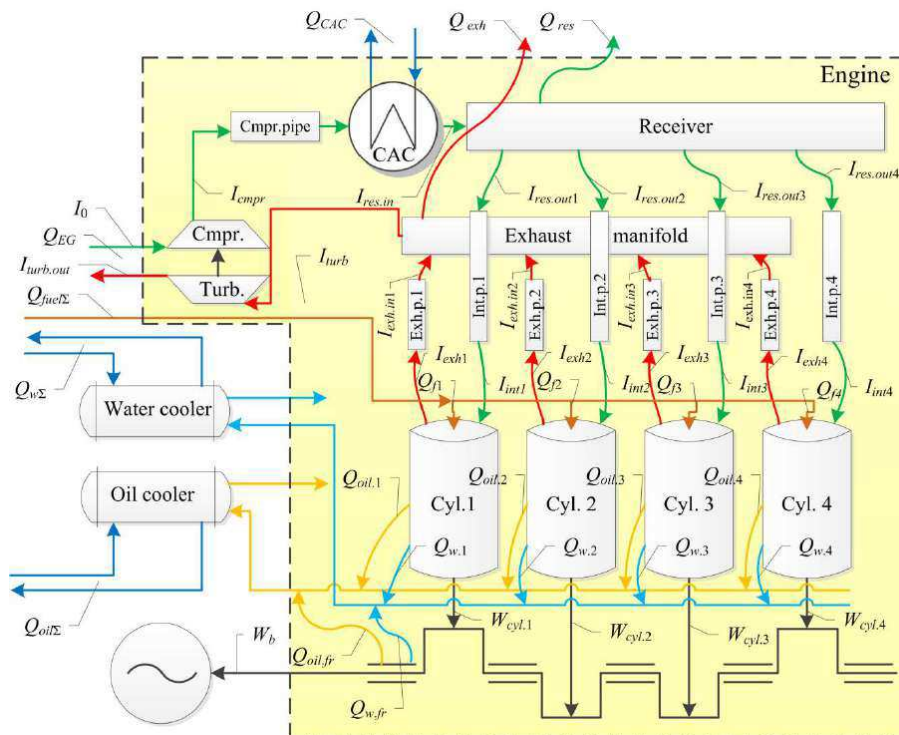 Q_CAC
Q_exh
Q_res
Engine
Cmpr.pipe
CAC
Receiver
I_cmpr
I_res.in
I_res.out1
I_res.out2
I_res.out3
I_res.out4
I_0
Q_EG
Cmpr.
Exhaust manifold
I_turb.out
Turb.
I_turb
Q_fuelΣ
I_exh.in1
Exh.p.1
Int.p.1
I_exh.in2
Exh.p.2
Int.p.2
I_exh.in3
Exh.p.3
Int.p.3
I_exh.in4
Exh.p.4
Int.p.4
I_exh1
I_exh2
I_exh3
I_exh4
Q_wΣ
Q_f1
I_int1
Q_f2
I_int2
Q_f3
I_int3
Q_f4
I_int4
Water cooler
Oil cooler
Q_oil.1
Cyl.1
Q_oil.2
Cyl. 2
Q_oil.3
Cyl. 3
Q_oil.4
Cyl. 4
Q_w.1
Q_w.2
Q_w.3
Q_w.4
Q_oilΣ
W_b
Q_oil.fr
W_cyl.1
W_cyl.2
W_cyl.3
W_cyl.4
Q_w.fr